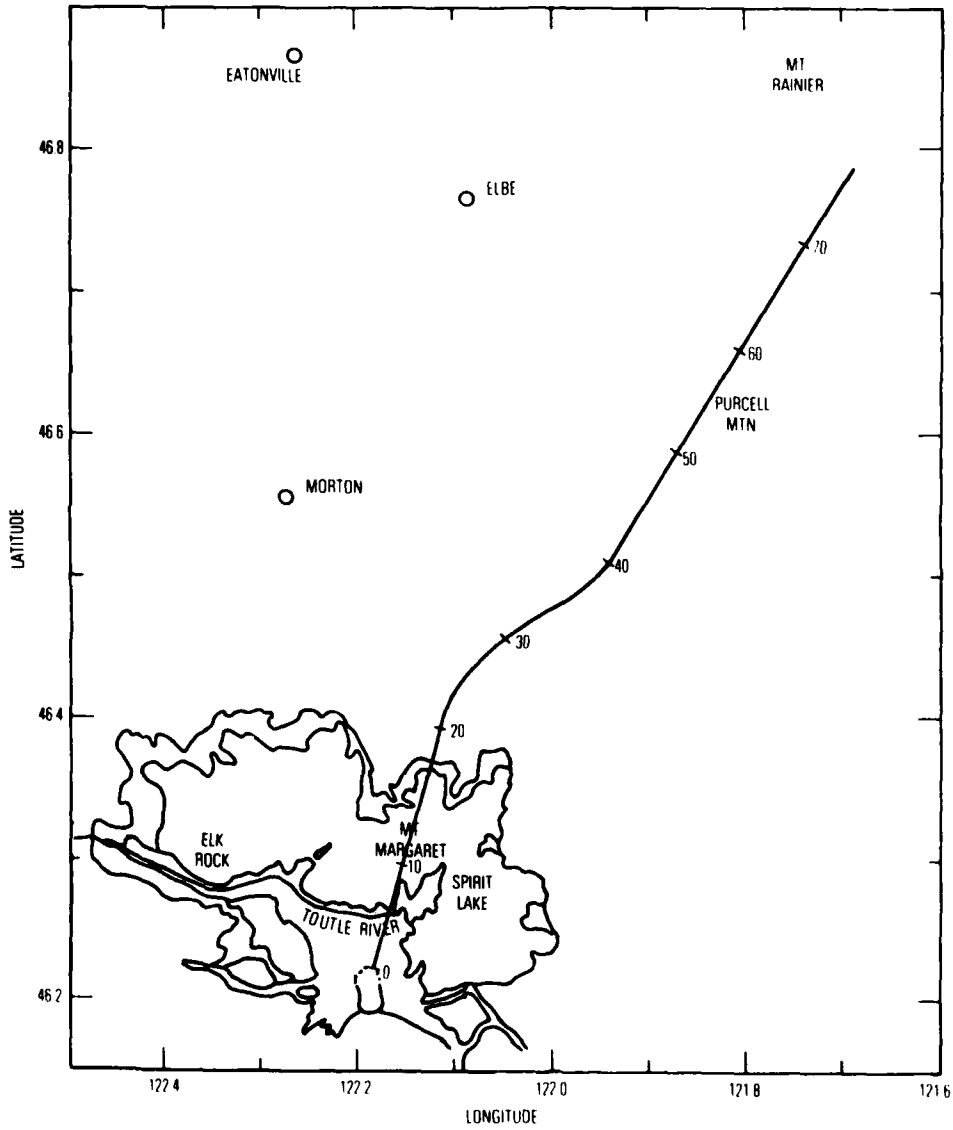 121.6
EATONVILLE
MT
RAINIER
46.8
ELBE
70
60
PURCELL
MTN
46.6
50
MORTON
LATITUDE
40
30
46.4
20
MT
MARGARET
ELK
ROCK
10
SPIRIT
LAKE
TOUTLE RIVER
0
46.2
122.4
122.2
122.0
121.8
121.6
LONGITUDE